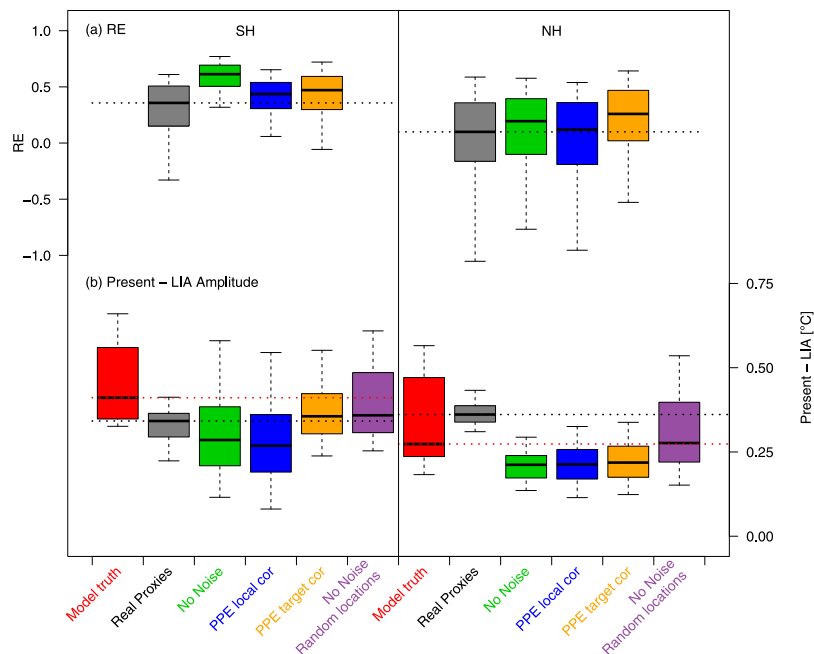 (a) RE
SH
NH
1.0
0.5
0.0
−0.5
−1.0
RE
(b) Present − LIA Amplitude
0.75
0.50
0.25
0.00
Present − LIA [°C]
Model truth
Real Proxies
No Noise
PPE local cor
PPE target cor
No Noise
Random locations
Model truth
Real Proxies
No Noise
PPE local cor
PPE target cor
No Noise
Random locations